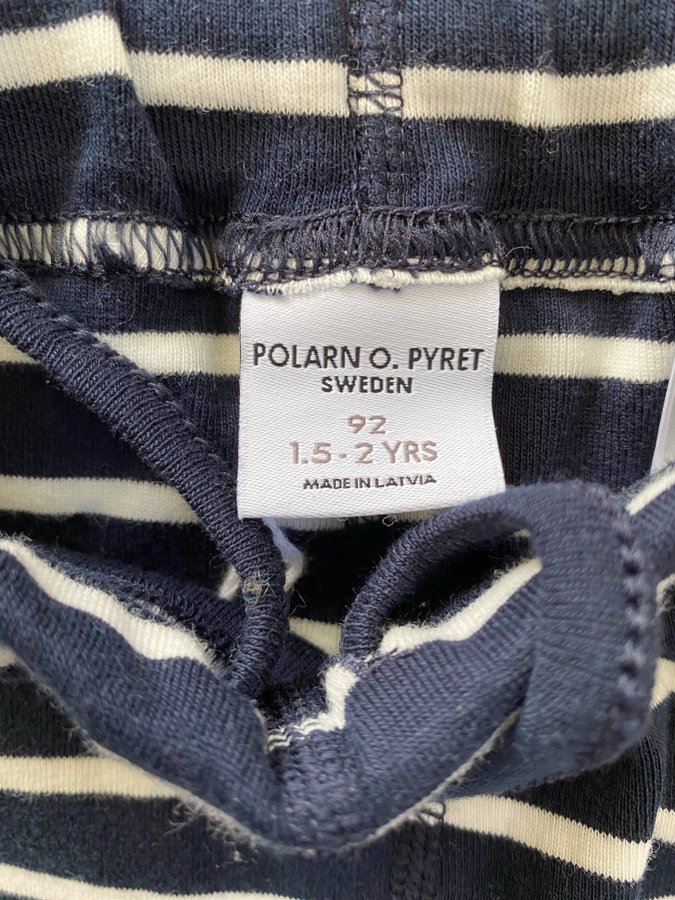 POLARN O. PYRET
SWEDEN
92
1.5 - 2 YRS
MADE IN LATVIA